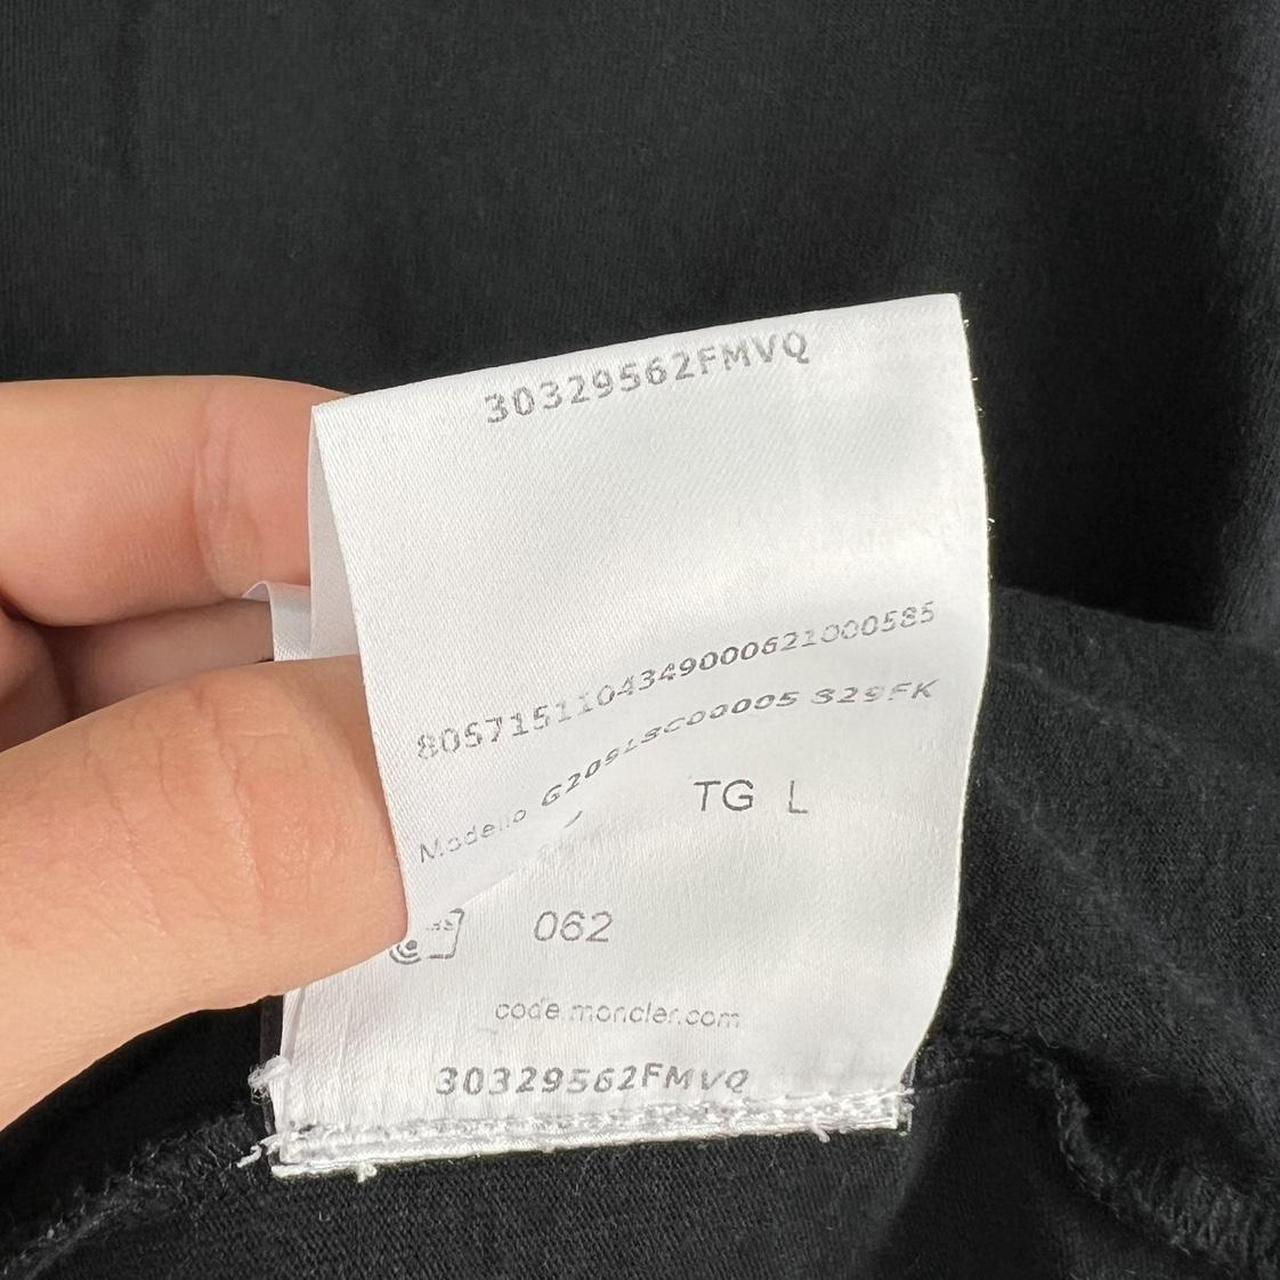 30329562FMVQ
8057151104349000621000585
Modello G20918C00005 829FK
TG L
062
code.moncler.com
30329562FMVQ